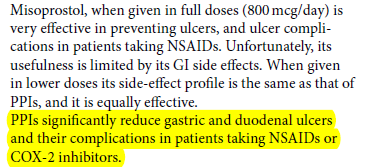 Misoprostol, when given in full doses (800 mcg/day) is
very effective in preventing ulcers, and ulcer compli-
cations in patients taking NSAIDs. Unfortunately, its
usefulness is limited by its GI side effects. When given
in lower doses its side-effect profile is the same as that of
PPIs, and it is equally effective.
PPIs significantly reduce gastric and duodenal ulcers
and their complications in patients taking NSAIDs or
COX-2 inhibitors.